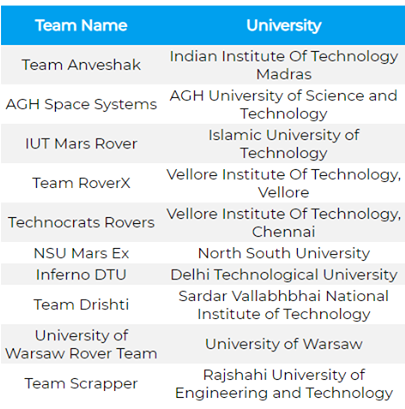 Team Name University
Team Anveshak Indian Institute Of Technology
Madras
AGH Space Systems AGH University of Science and
Technology
IUT Mars Rover Islamic University of
Technology
Team RoverX Vellore Institute Of Technology,
Vellore
Technocrats Rovers Vellore Institute Of Technology,
Chennai
NSU Mars Ex North South University
Inferno DTU Delhi Technological University
Team Drishti Sardar Vallabhbhai National
Institute of Technology
University of
Warsaw Rover Team University of Warsaw
Team Scrapper Rajshahi University of
Engineering and Technology